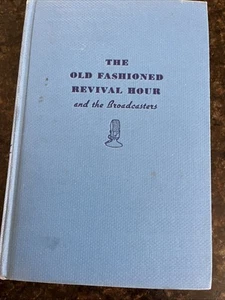 THE
OLD FASHIONED
REVIVAL HOUR
and the Broadcasters